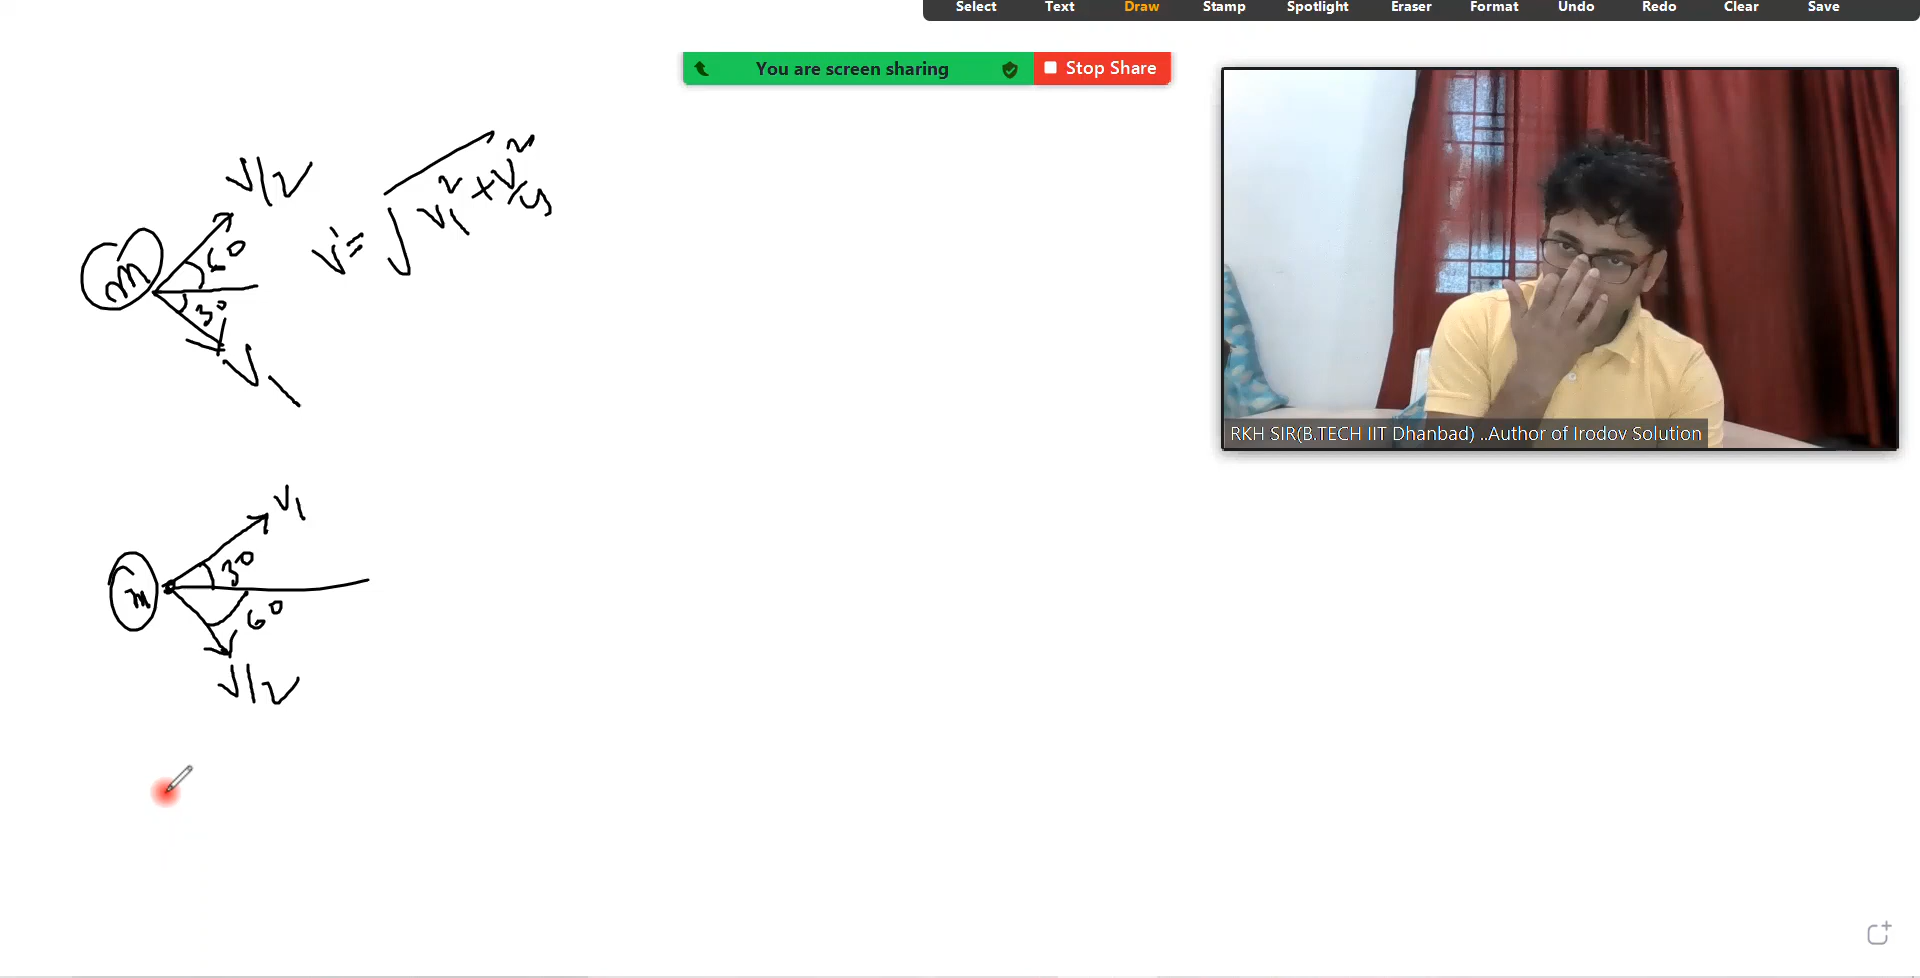 Select Text Draw Stamp Spotlight Eraser Format Undo Redo Clear Save
You are screen sharing Stop Share
V/2
V' = √V₁² + V²/4
m
60
30
V₁
RKH SIR(B.TECH IIT Dhanbad) ..Author of Irodov Solution
V₁
30
m
60
V/2